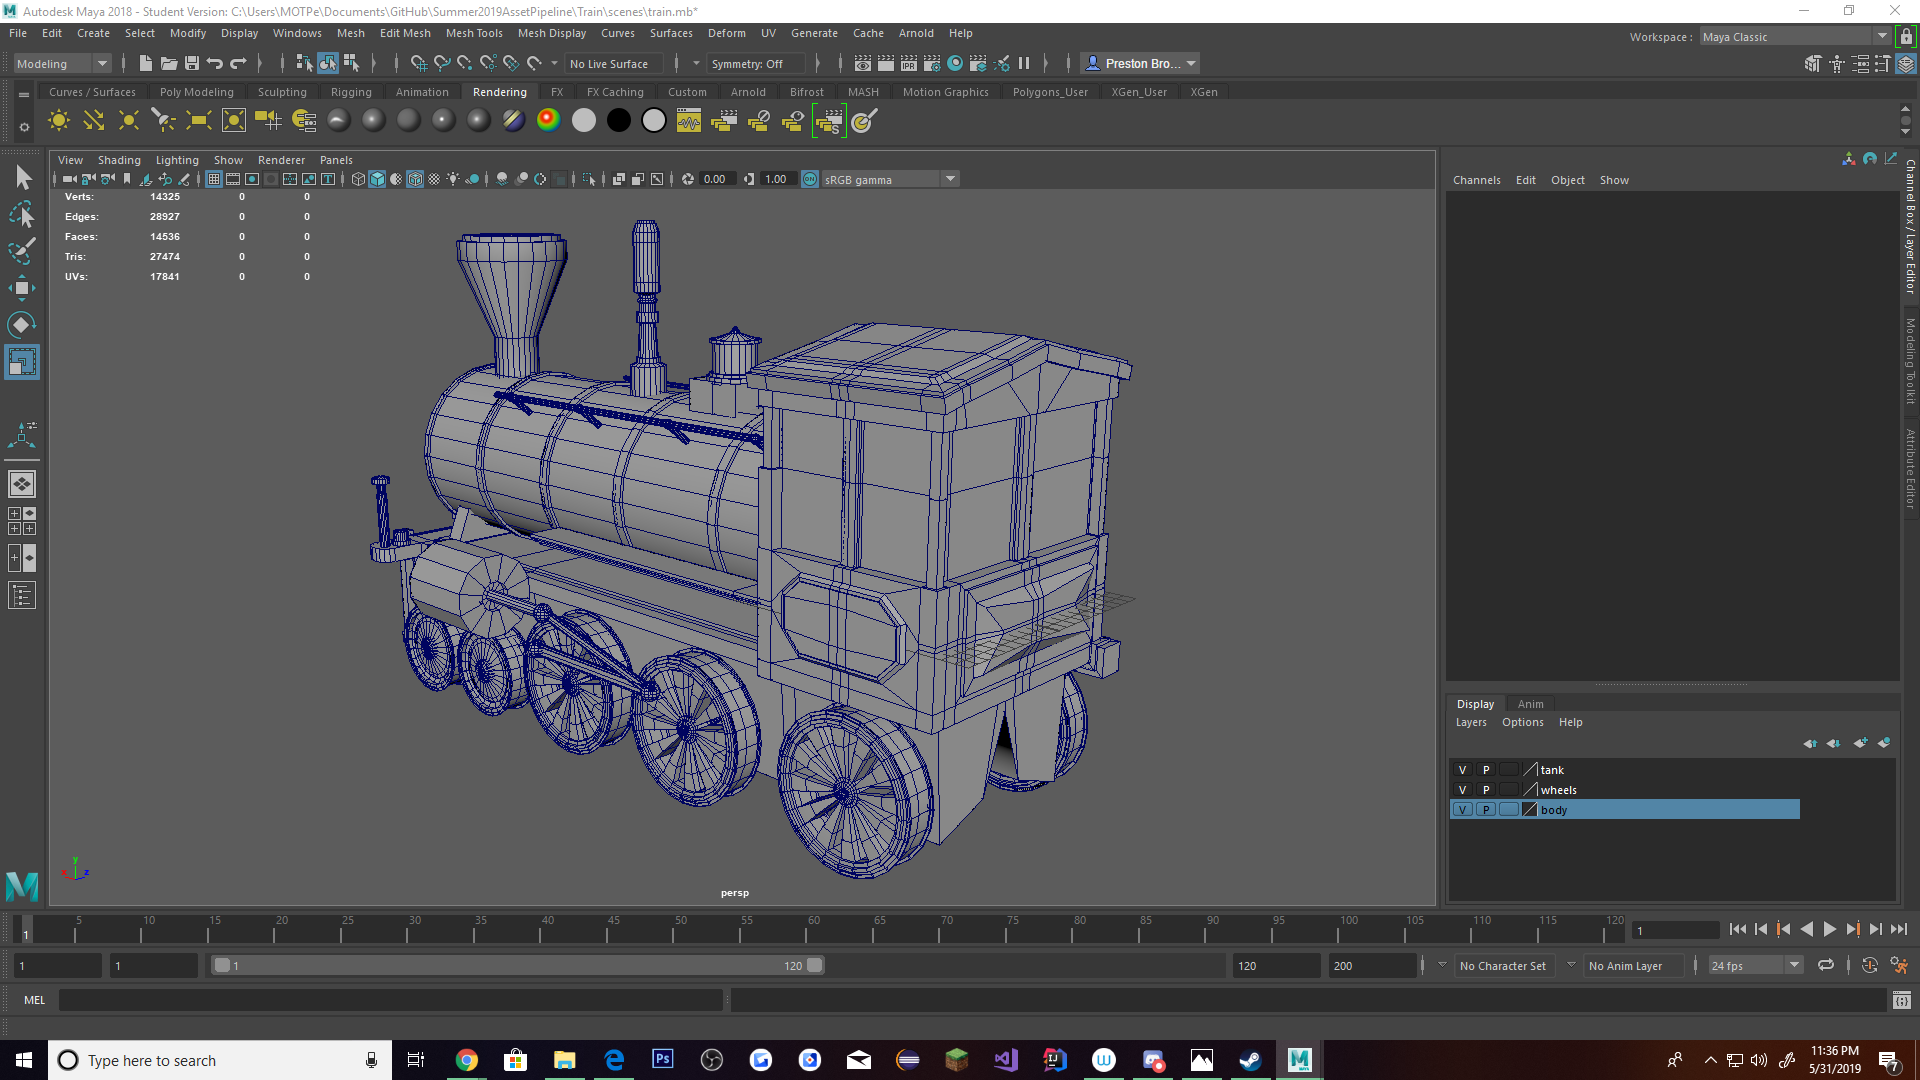 Autodesk Maya 2018 - Student Version: C:\Users\MOTPe\Documents\GitHub\Summer2019AssetPipeline\Train\scenes\train.mb*
File Edit Create Select Modify Display Windows Mesh Edit Mesh Mesh Tools Mesh Display Curves Surfaces Deform UV Generate Cache Arnold Help
Workspace : Maya Classic
Modeling No Live Surface Symmetry: Off IPR Preston Bro...
Curves / Surfaces Poly Modeling Sculpting Rigging Animation Rendering FX FX Caching Custom Arnold Bifrost MASH Motion Graphics Polygons_User XGen_User XGen
View Shading Lighting Show Renderer Panels
0.00 1.00 ON sRGB gamma
Verts: 14325 0 0
Edges: 28927 0 0
Faces: 14536 0 0
Tris: 27474 0 0
UVs: 17841 0 0
persp
y
x z
Channels Edit Object Show
Channel Box / Layer Editor
Modeling Toolkit
Attribute Editor
Display Anim
Layers Options Help
V P tank
V P wheels
V P body
1 5 10 15 20 25 30 35 40 45 50 55 60 65 70 75 80 85 90 95 100 105 110 115 120 1
1 1 1 120 120 200 No Character Set No Anim Layer 24 fps
MEL
Type here to search
Ps
11:36 PM
5/31/2019
7